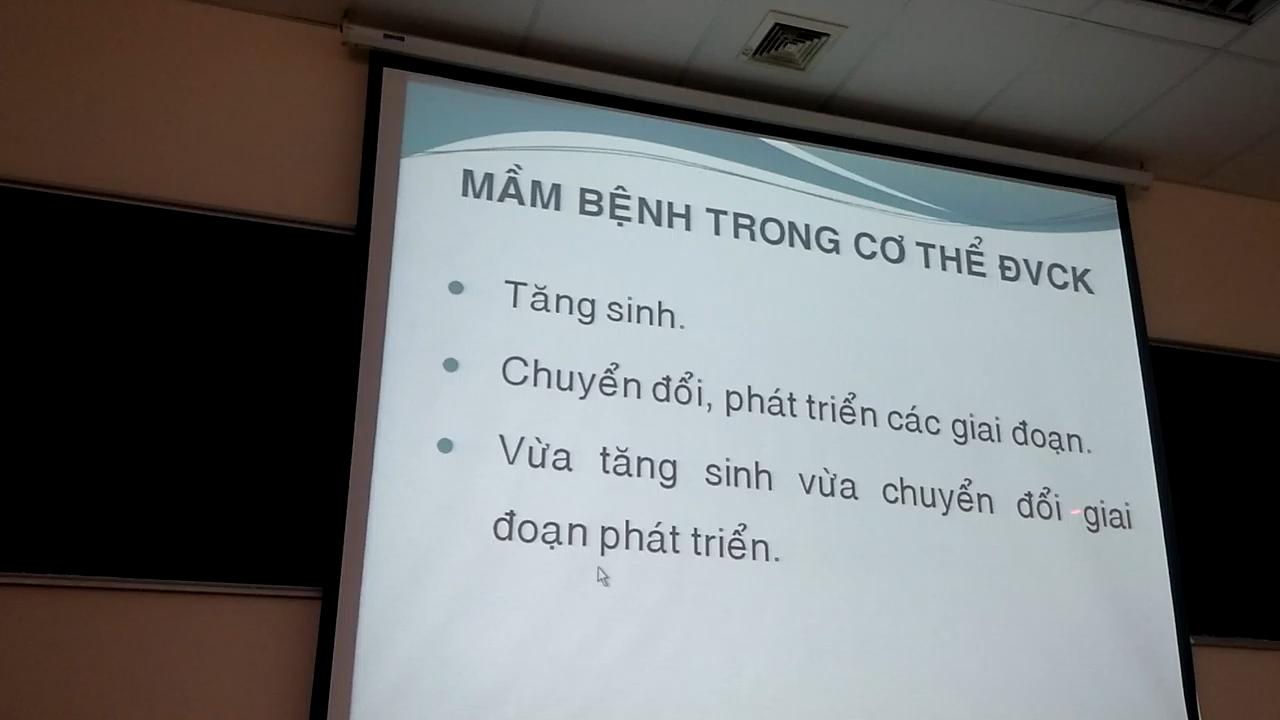 MẦM BỆNH TRONG CƠ THỂ ĐVCK
Tăng sinh.
Chuyển đổi, phát triển các giai đoạn.
Vừa tăng sinh vừa chuyển đổi giai
đoạn phát triển.